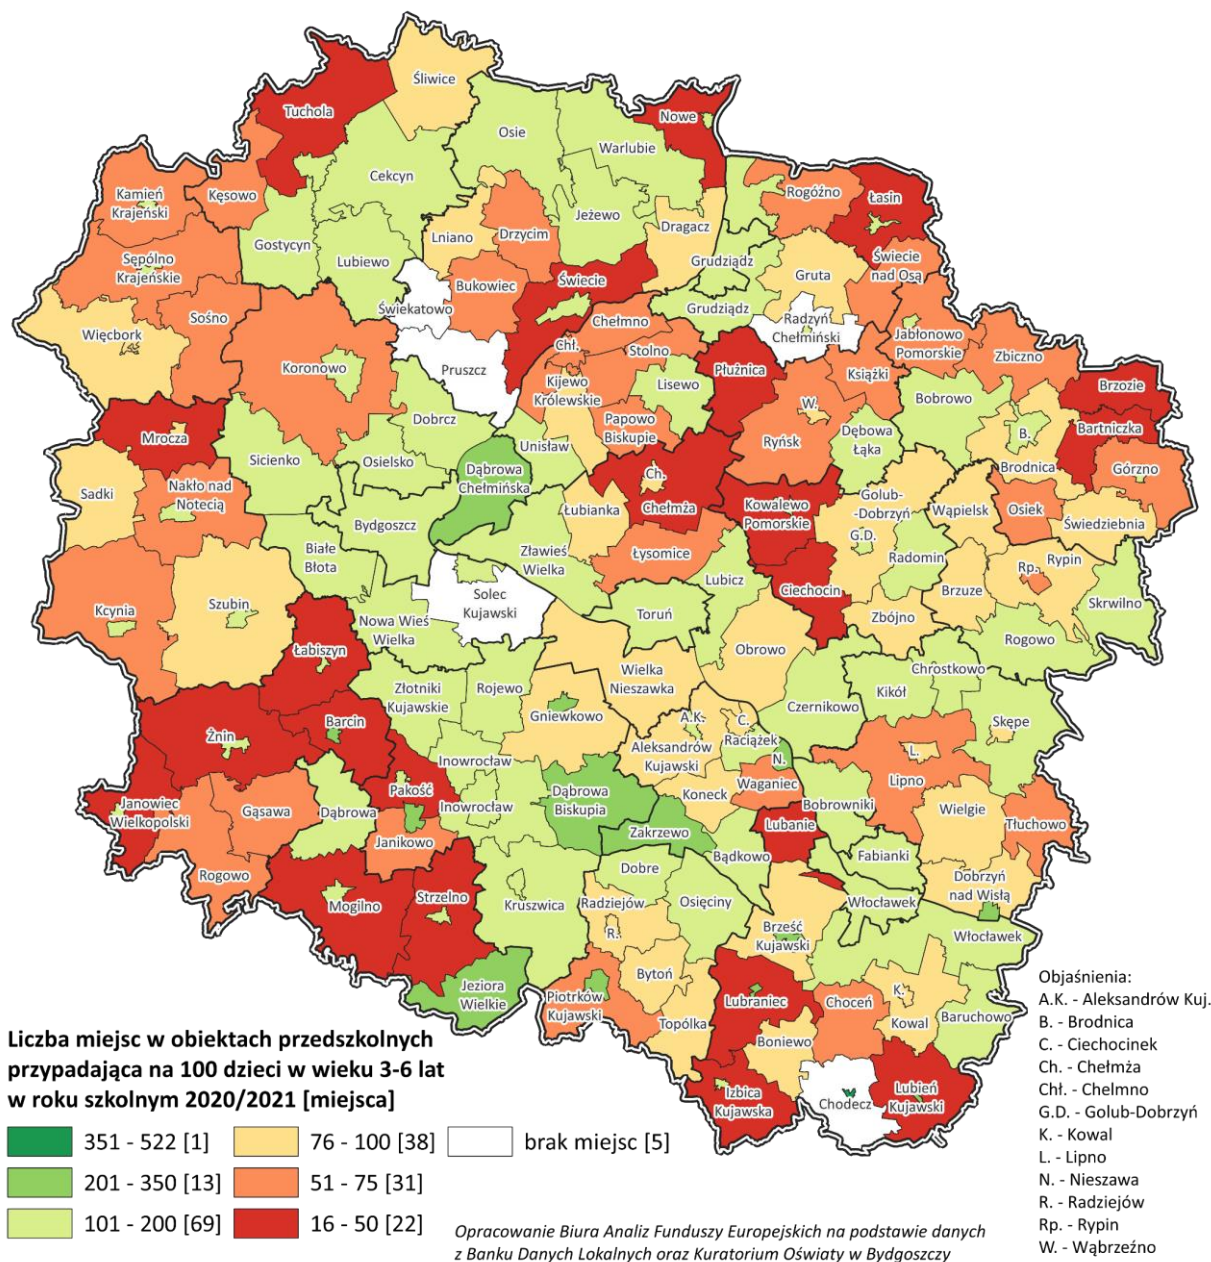 Śliwice
Tuchola
Nowe
Osie
Warlubie
Cekcyn
Rogóźno
Łasin
Kamień
Krajeński
Kęsowo
Jeżewo
Dragacz
Gostycyn
Lniano
Drzycim
Grudziądz
Świecie
nad Osą
Sępólno
Krajeńskie
Lubiewo
Gruta
Świecie
Bukowiec
Świekatowo
Grudziądz
Radzyń
Chełmiński
Sośno
Więcbork
Chełmno
Jabłonowo
Pomorskie
Zbiczno
Chł.
Stolno
Koronowo
Pruszcz
Płużnica
Książki
Kijewo
Królewskie
Lisewo
Brzozie
Bobrowo
W.
Dobrcz
Papowo
Biskupie
Bartniczka
Mrocza
B.
Dębowa
Łąka
Ryńsk
Unisław
Sicienko
Osielsko
Brodnica
Górzno
Dąbrowa
Chełmińska
Ch.
Nakło nad
Notecią
Sadki
Chełmża
Golub-
-Dobrzyń
Kowalewo
Pomorskie
Wąpielsk
Osiek
Łubianka
Bydgoszcz
Świedziebnia
G.D.
Białe
Błota
Zławieś
Wielka
Łysomice
Radomin
Rp.
Rypin
Lubicz
Solec
Kujawski
Ciechocin
Brzuze
Kcynia
Szubin
Skrwilno
Toruń
Zbójno
Nowa Wieś
Wielka
Rogowo
Łabiszyn
Obrowo
Wielka
Nieszawka
Chrostkowo
Złotniki
Kujawskie
Rojewo
Kikół
Czernikowo
Gniewkowo
A.K.
C.
Barcin
Skępe
Żnin
Raciążek
Aleksandrów
Kujawski
L.
N.
Inowrocław
Lipno
Pakość
Dąbrowa
Biskupia
Waganiec
Koneck
Janowiec
Wielkopolski
Gąsawa
Dąbrowa
Inowrocław
Bobrowniki
Wielgie
Tłuchowo
Lubanie
Zakrzewo
Janikowo
Bądkowo
Fabianki
Rogowo
Dobre
Dobrzyń
nad Wisłą
Strzelno
Mogilno
Kruszwica
Radziejów
Osięciny
Włocławek
R.
Brześć
Kujawski
Włocławek
Bytoń
Jeziora
Wielkie
Piotrków
Kujawski
Lubraniec
Choceń
K.
Topólka
Kowal
Baruchowo
Boniewo
Izbica
Kujawska
Chodecz
Lubień
Kujawski
Liczba miejsc w obiektach przedszkolnych
przypadająca na 100 dzieci w wieku 3-6 lat
w roku szkolnym 2020/2021 [miejsca]
351 - 522 [1]
76 - 100 [38]
brak miejsc [5]
201 - 350 [13]
51 - 75 [31]
101 - 200 [69]
16 - 50 [22]
Opracowanie Biura Analiz Funduszy Europejskich na podstawie danych
z Banku Danych Lokalnych oraz Kuratorium Oświaty w Bydgoszczy
Objaśnienia:
A.K. - Aleksandrów Kuj.
B. - Brodnica
C. - Ciechocinek
Ch. - Chełmża
Chł. - Chelmno
G.D. - Golub-Dobrzyń
K. - Kowal
L. - Lipno
N. - Nieszawa
R. - Radziejów
Rp. - Rypin
W. - Wąbrzeźno